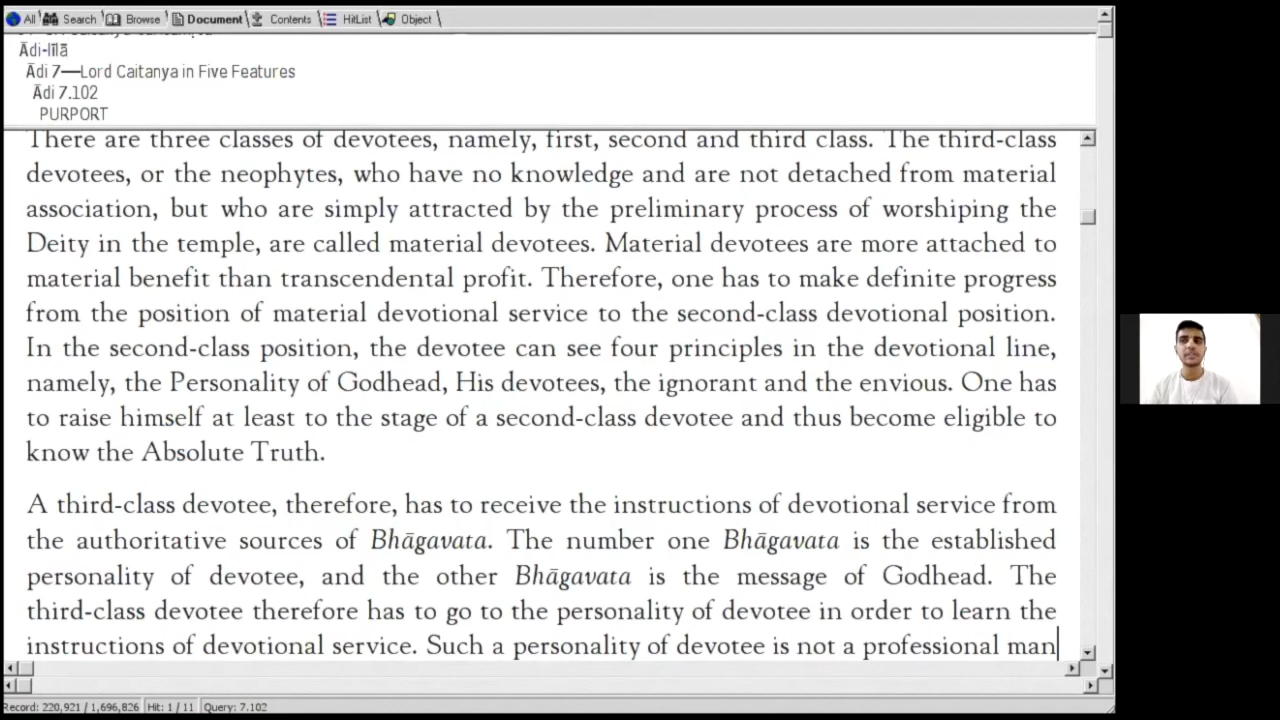 All Search Browse Document Contents HitList Object
Ādi-līlā
Ādi 7—Lord Caitanya in Five Features
Ādi 7.102
PURPORT
There are three classes of devotees, namely, first, second and third class. The third-class
devotees, or the neophytes, who have no knowledge and are not detached from material
association, but who are simply attracted by the preliminary process of worshiping the
Deity in the temple, are called material devotees. Material devotees are more attached to
material benefit than transcendental profit. Therefore, one has to make definite progress
from the position of material devotional service to the second-class devotional position.
In the second-class position, the devotee can see four principles in the devotional line,
namely, the Personality of Godhead, His devotees, the ignorant and the envious. One has
to raise himself at least to the stage of a second-class devotee and thus become eligible to
know the Absolute Truth.
A third-class devotee, therefore, has to receive the instructions of devotional service from
the authoritative sources of Bhāgavata. The number one Bhāgavata is the established
personality of devotee, and the other Bhāgavata is the message of Godhead. The
third-class devotee therefore has to go to the personality of devotee in order to learn the
instructions of devotional service. Such a personality of devotee is not a professional man
Record: 220,921 / 1,696,826 Hit: 1 / 11 Query: 7.102